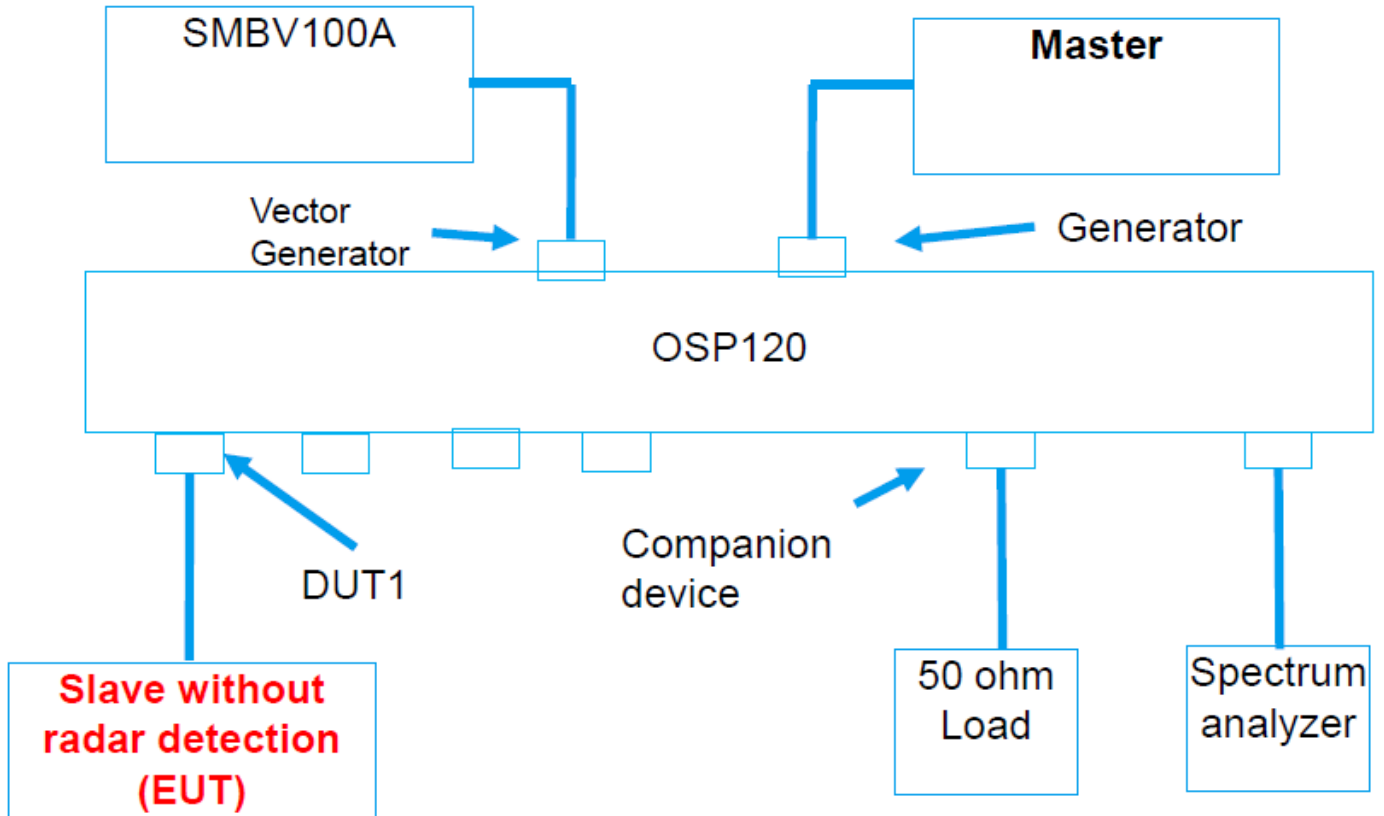 SMBV100A
Master
Vector
Generator
Generator
OSP120
DUT1
Companion
device
Slave without
radar detection
(EUT)
50 ohm
Load
Spectrum
analyzer